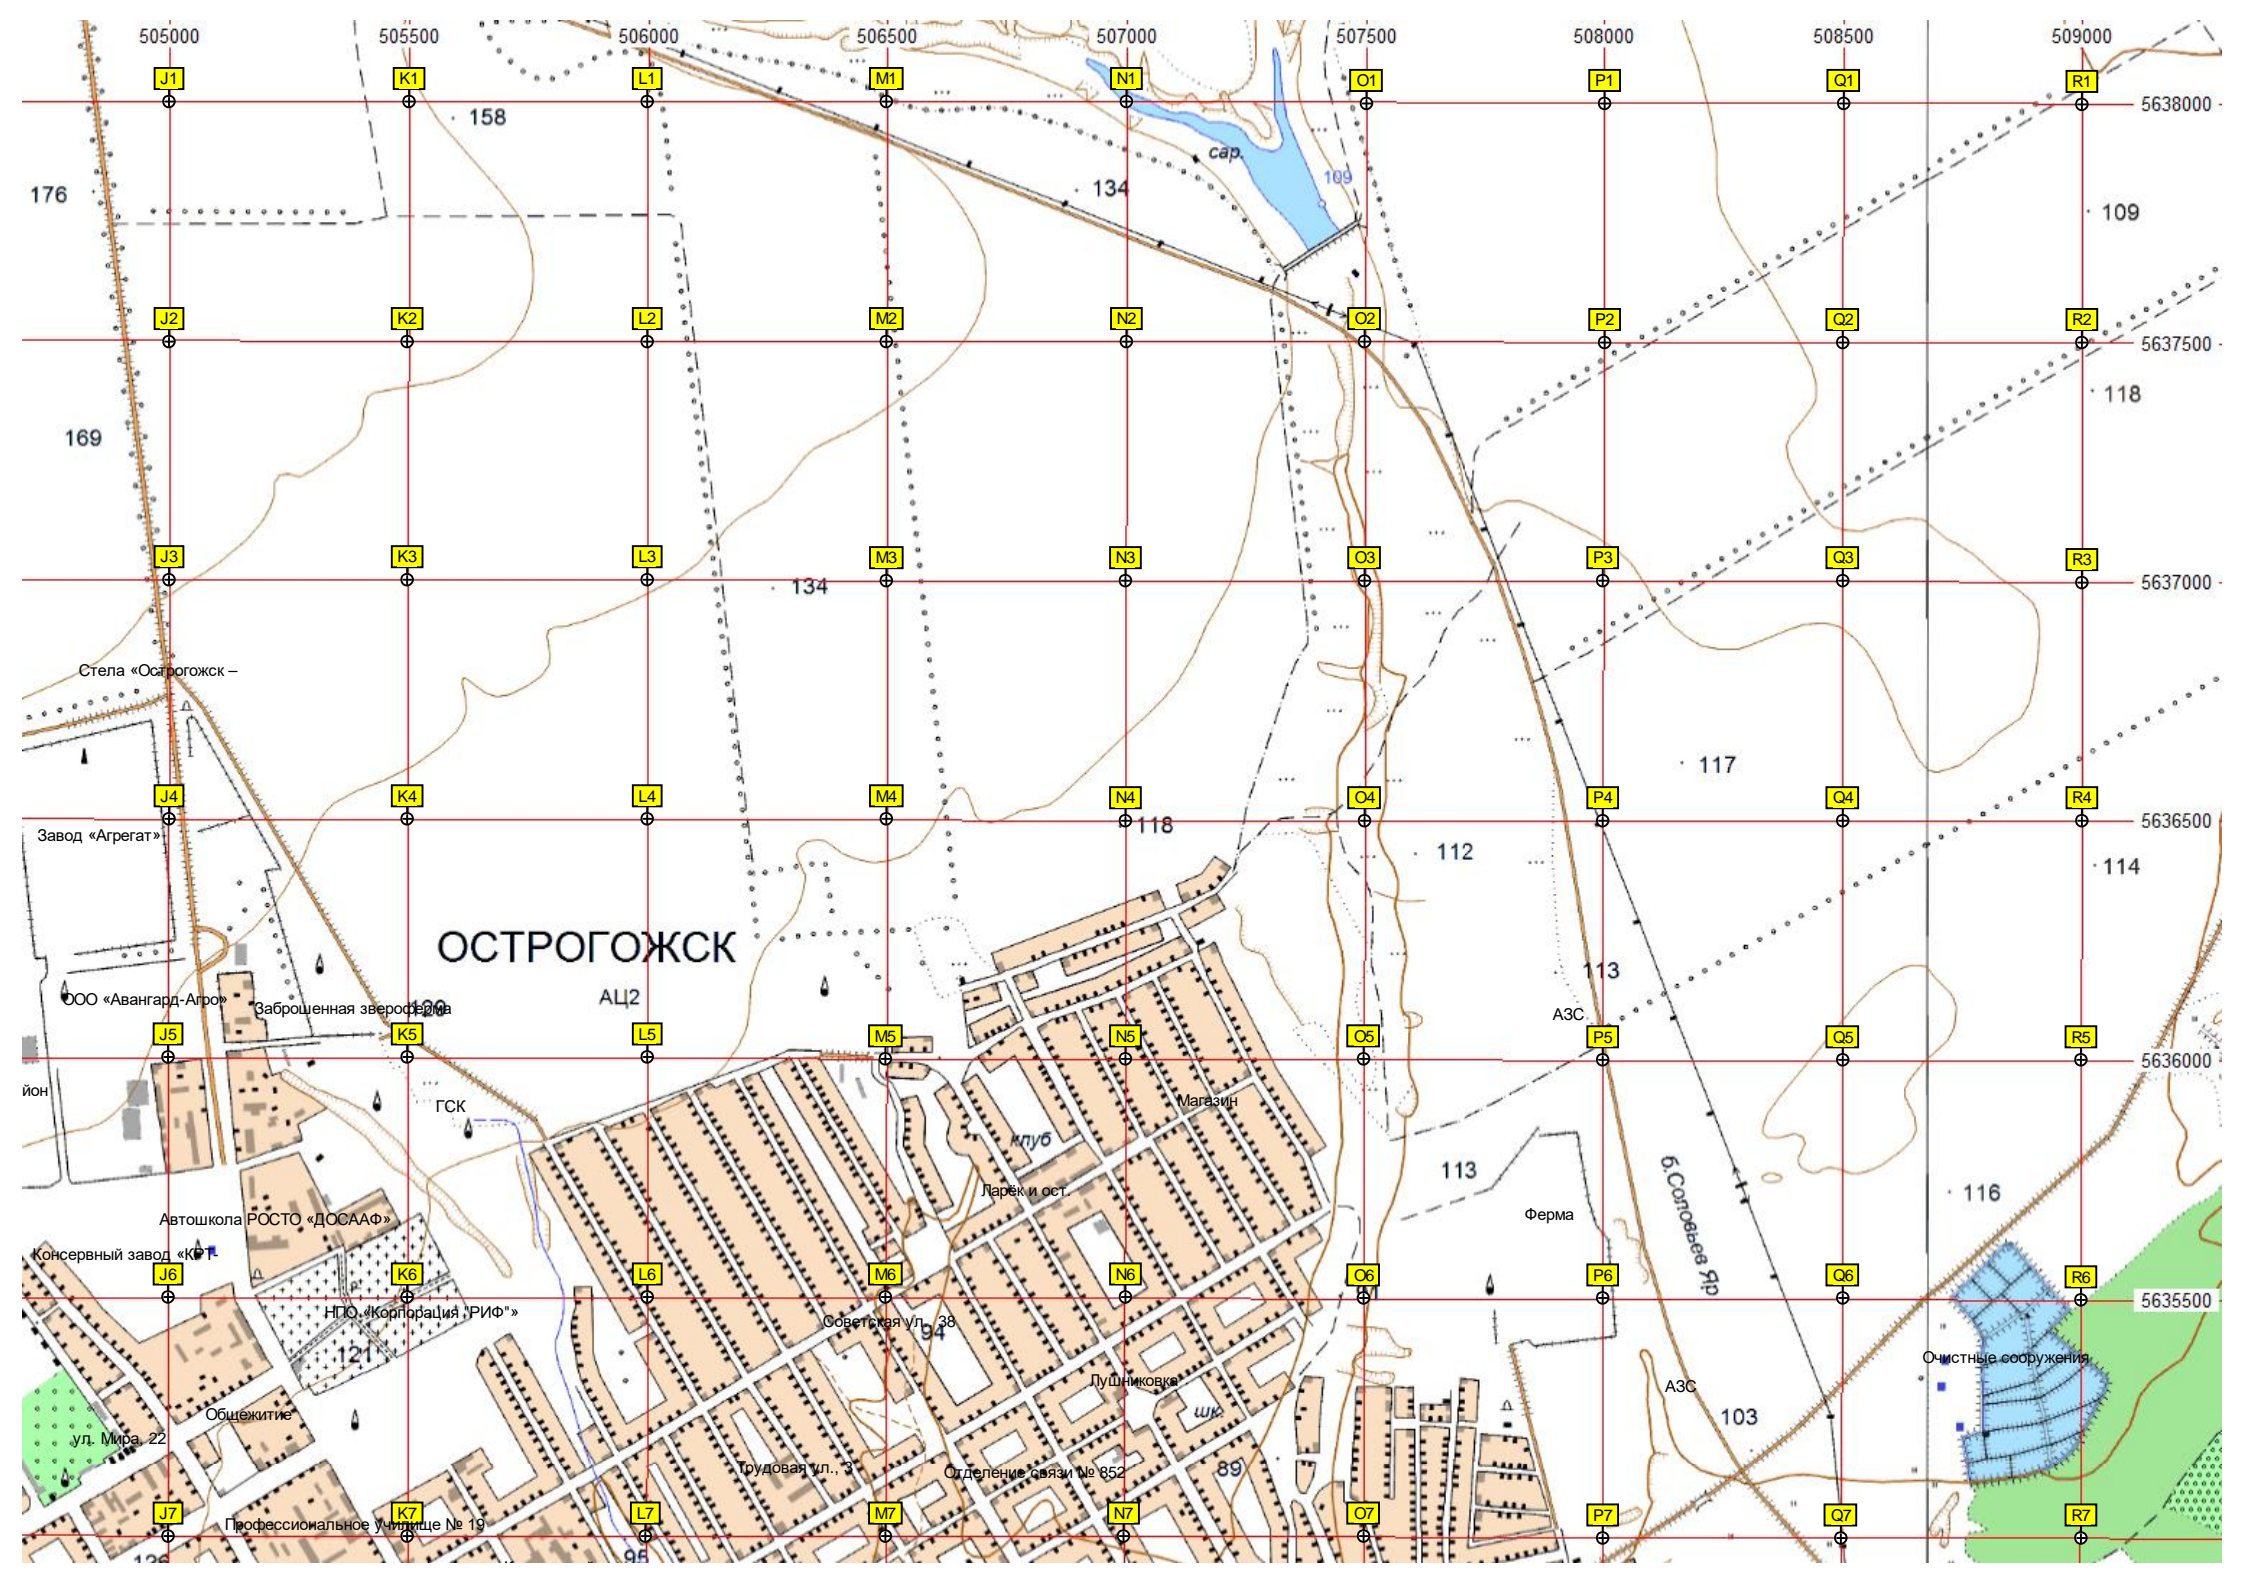 505000 505500 506000 506500 507000 507500 508000 508500 509000
J1 K1 L1 M1 N1 O1 P1 Q1 R1
5638000
158
сар.
109
134
176
109
J2 K2 L2 M2 N2 O2 P2 Q2 R2
5637500
118
169
J3 K3 L3 M3 N3 O3 P3 Q3 R3
5637000
134
Стела «Острогожск –
117
J4 K4 L4 M4 N4 O4 P4 Q4 R4
118
5636500
Завод «Агрегат»
112
114
ОСТРОГОЖСК
113
АЦ2
ООО «Авангард-Агро»
Заброшенная звероферма
АЗС
J5 K5 L5 M5 N5 O5 P5 Q5 R5
5636000
йон
ГСК
Магазин
клуб
113
б.Соловьев Яр
Ларёк и ост.
116
Ферма
Автошкола РОСТО «ДОСААФ»
Консервный завод «КРТ-
J6 K6 L6 M6 N6 O6 P6 Q6 R6
5635500
НПО «Корпорация "РИФ"»
Советская ул., 38
94
121
Очистные сооружения
Лушниковка
АЗС
Общежитие
шк.
103
ул. Мира, 22
Трудовая ул., 3
Отделение связи № 852
89
J7 K7 L7 M7 N7 O7 P7 Q7 R7
Профессиональное училище № 19
95